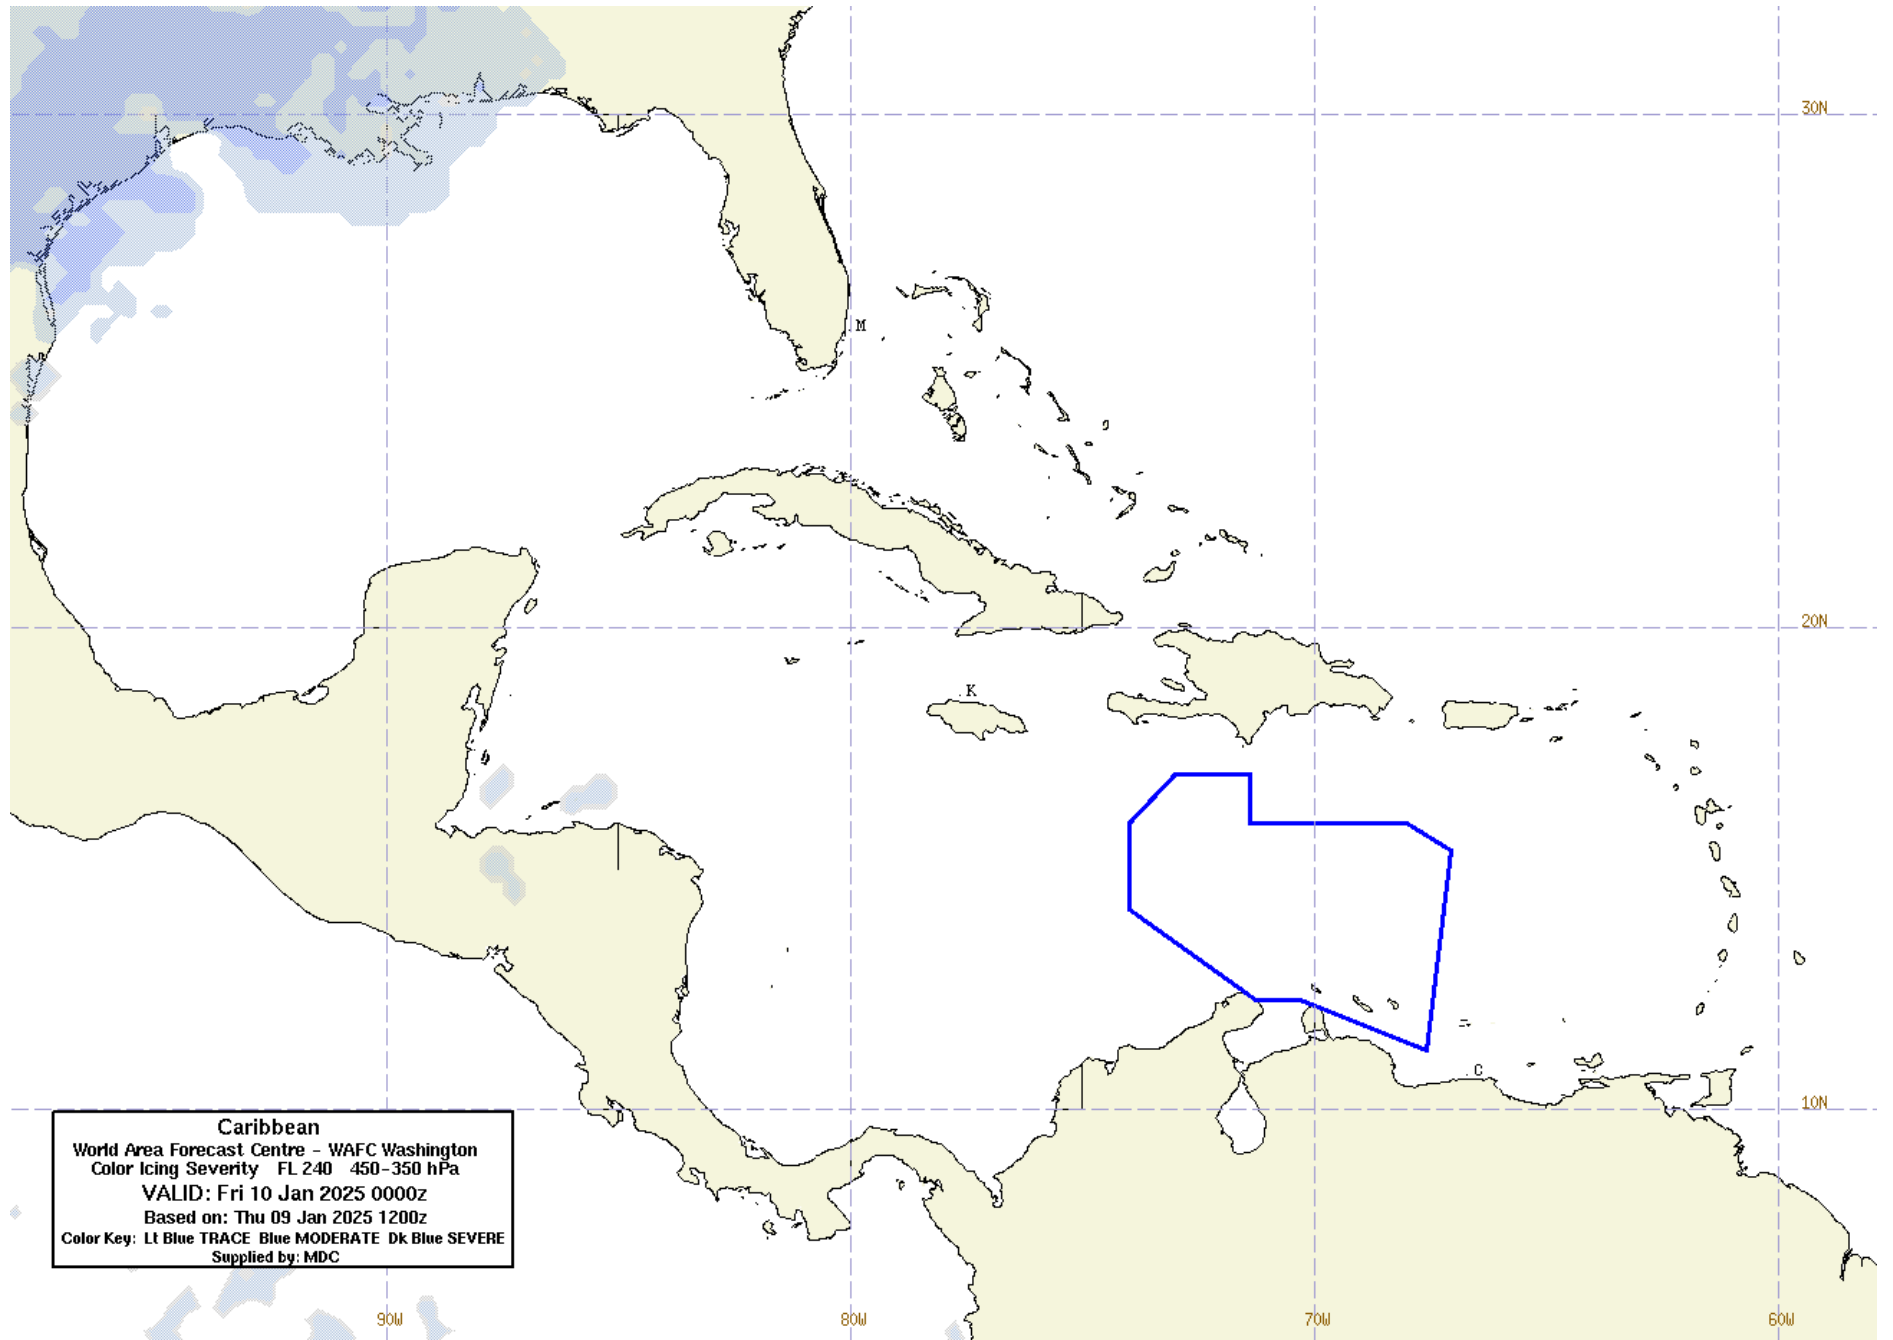 30N
M
20N
K
C
10N
Caribbean
World Area Forecast Centre - WAFC Washington
Color Icing Severity FL 240 450-350 hPa
VALID: Fri 10 Jan 2025 0000z
Based on: Thu 09 Jan 2025 1200z
Color Key: Lt Blue TRACE Blue MODERATE Dk Blue SEVERE
Supplied by: MDC
90W 80W 70W 60W